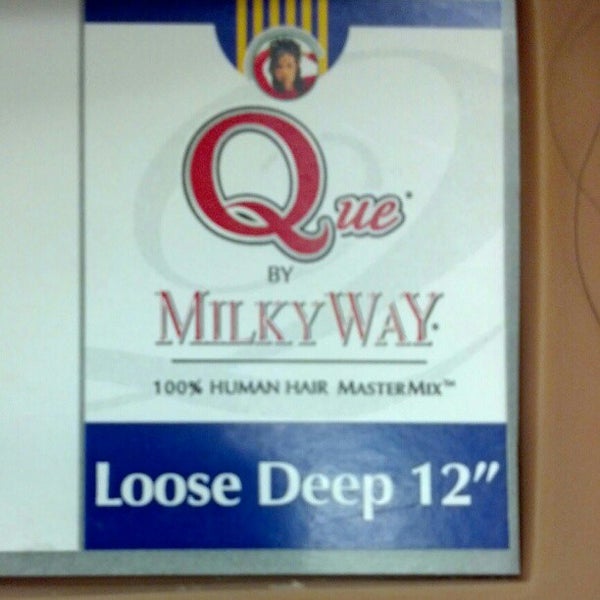 Que
BY
MILKYWAY
100% HUMAN HAIR MASTERMIX™
Loose Deep 12"